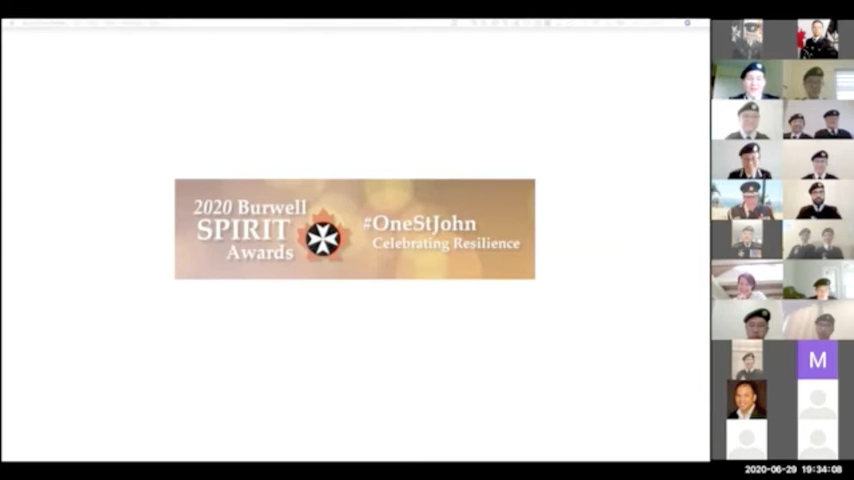 2020 Burwell
SPIRIT
Awards
#OneStJohn
Celebrating Resilience
M
2020-06-29 19:34:08